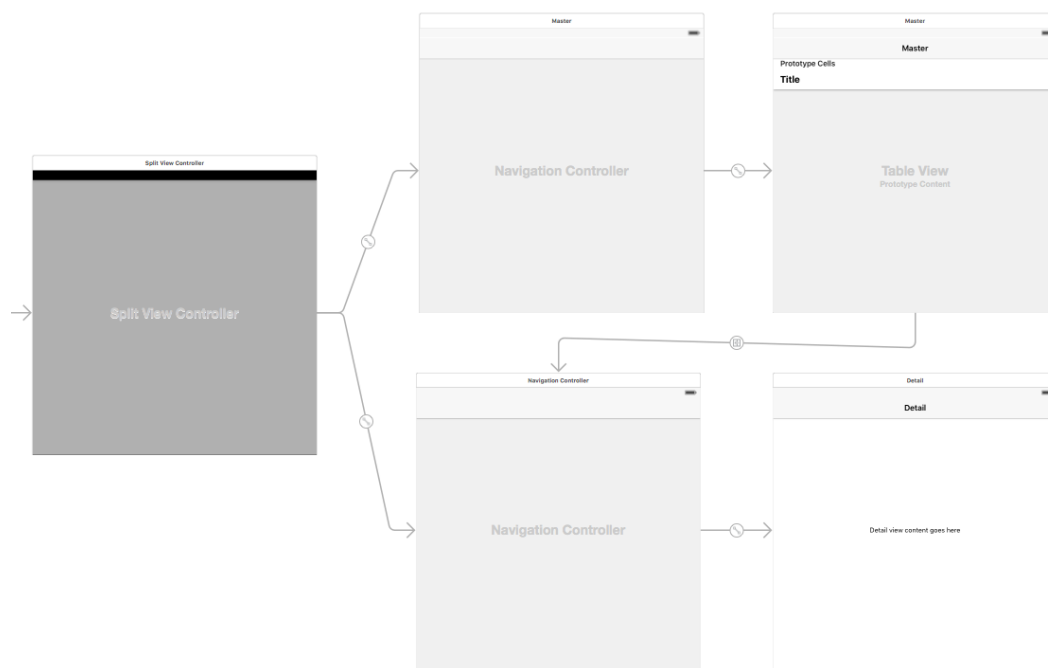 Master
Master
Master
Prototype Cells
Title
Split View Controller
Navigation Controller
Table View
Prototype Content
Split View Controller
Navigation Controller
Detail
Detail
Navigation Controller
Detail view content goes here